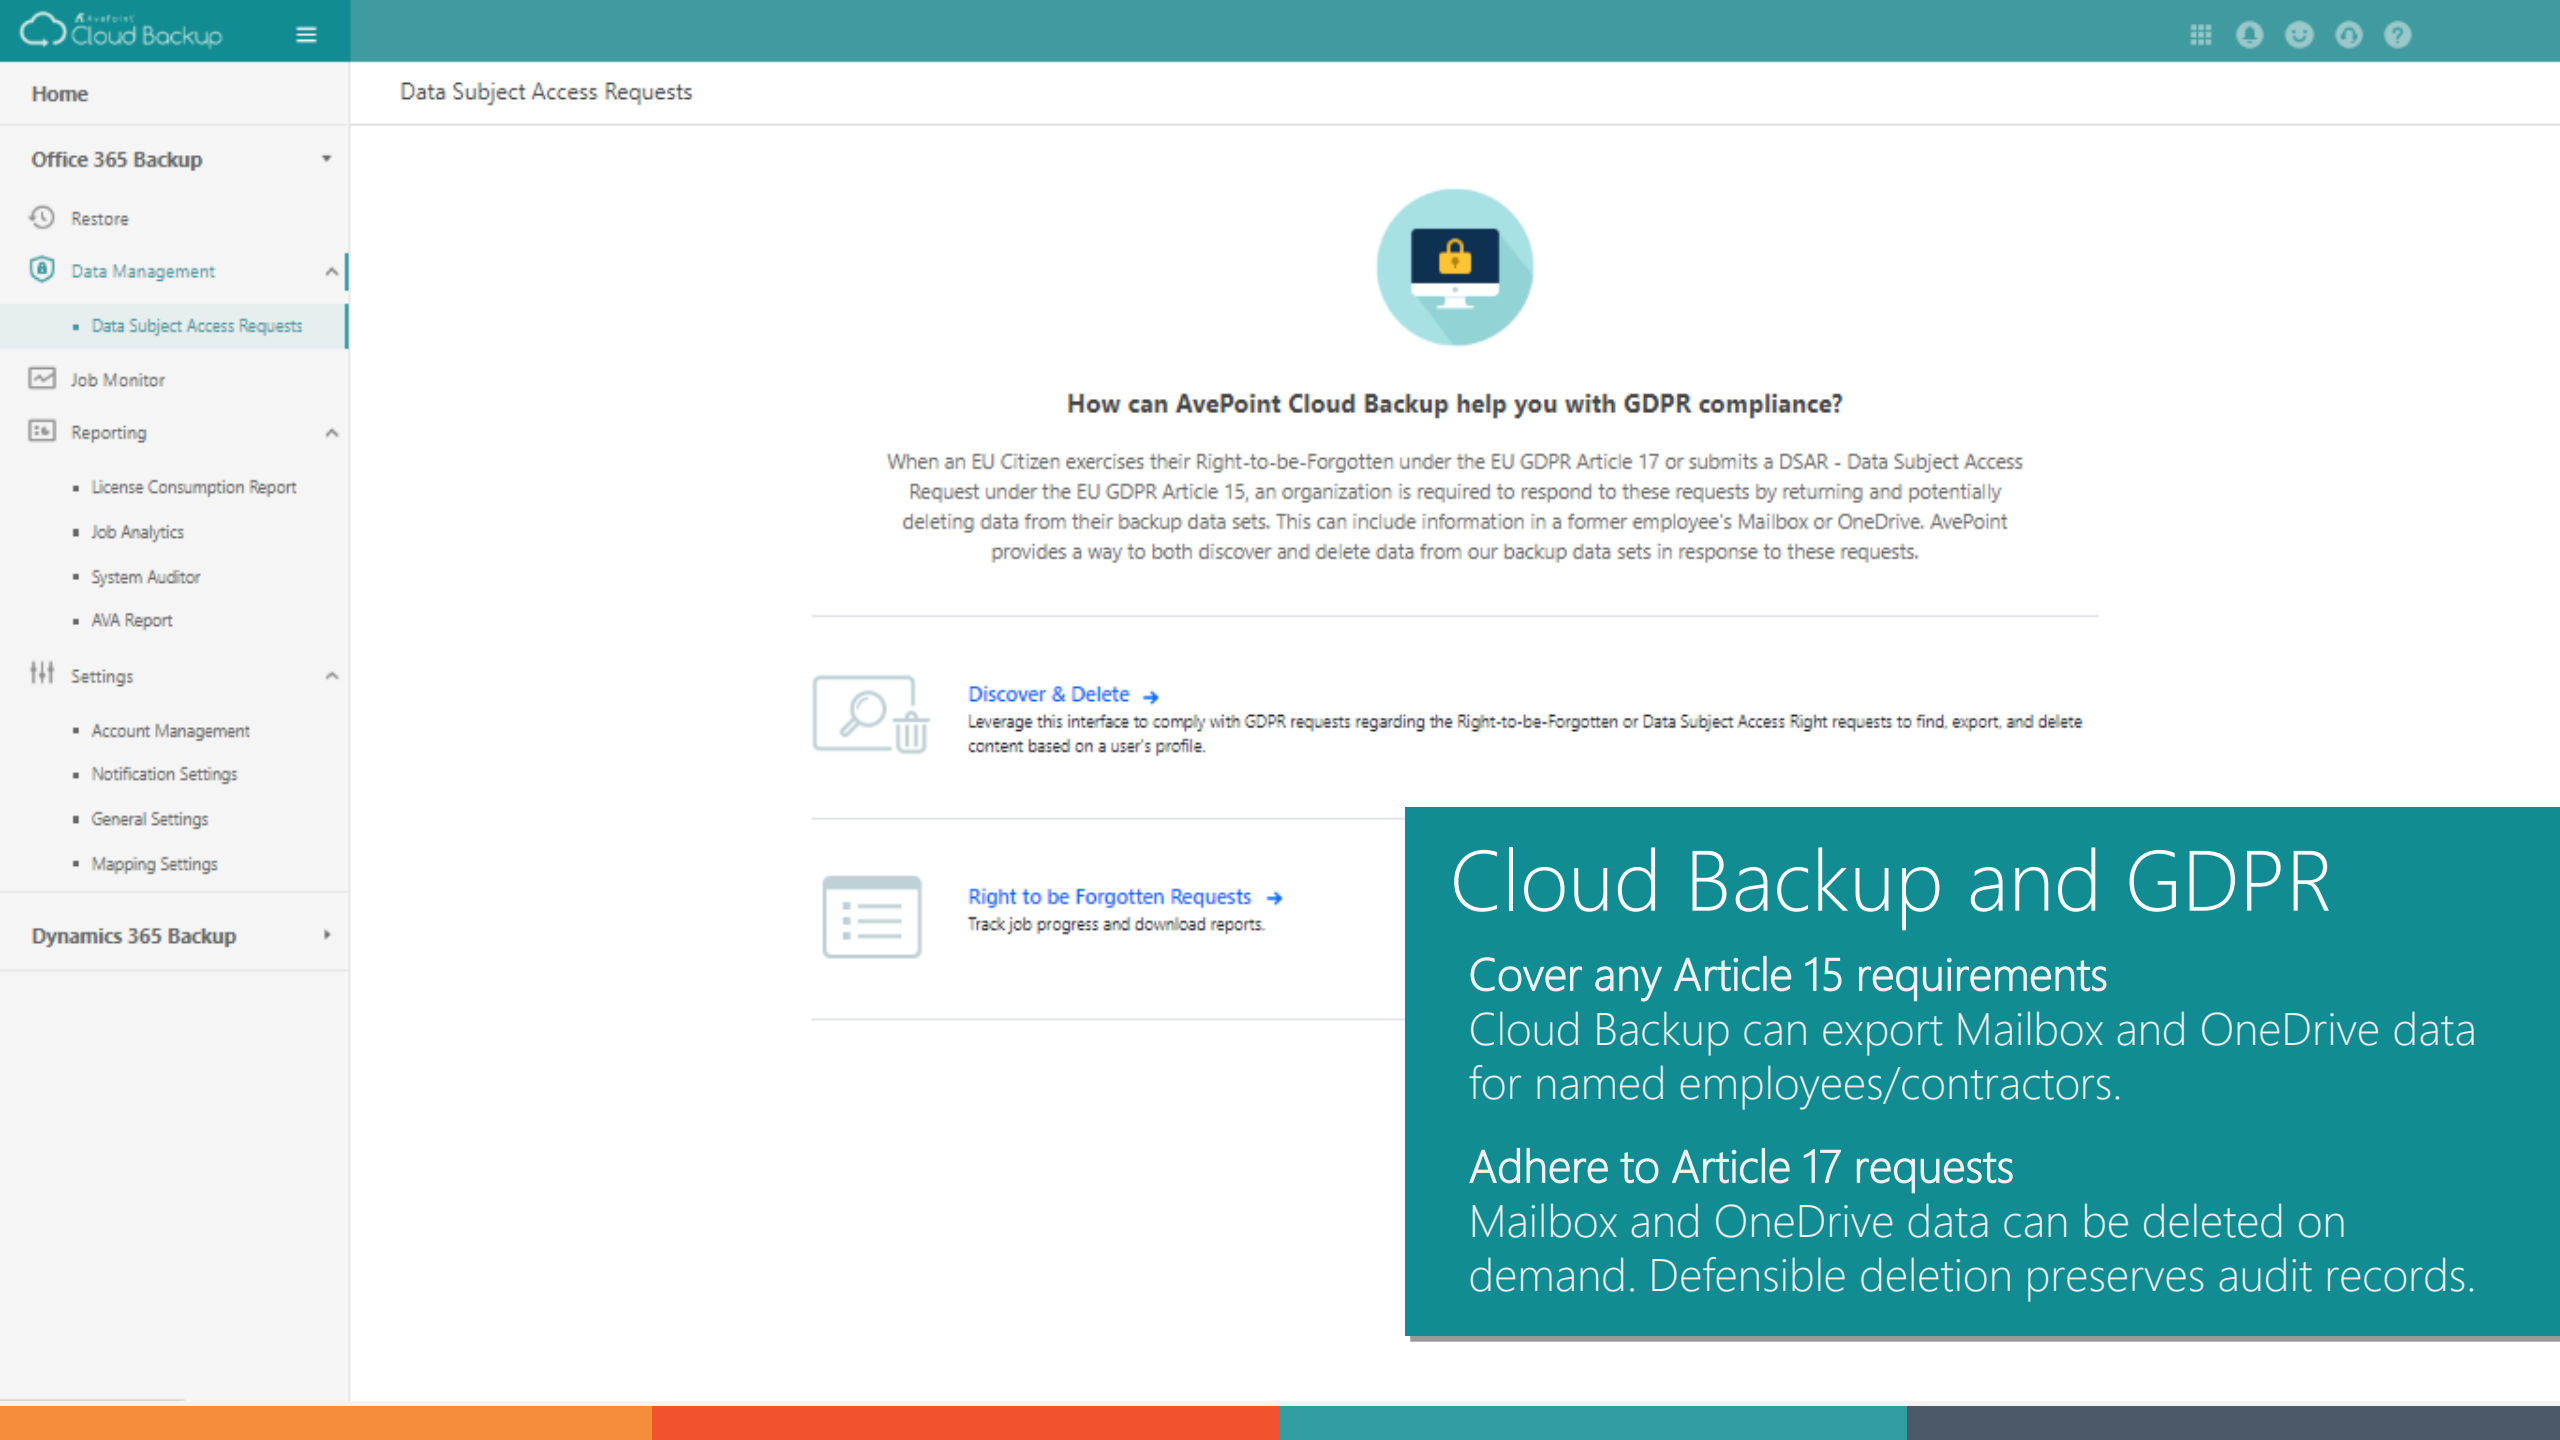 AvePoint
Cloud Backup
Home
Data Subject Access Requests
Office 365 Backup
Restore
Data Management
Data Subject Access Requests
Job Monitor
Reporting
License Consumption Report
Job Analytics
System Auditor
AVA Report
Settings
Account Management
Notification Settings
General Settings
Mapping Settings
Dynamics 365 Backup
How can AvePoint Cloud Backup help you with GDPR compliance?
When an EU Citizen exercises their Right-to-be-Forgotten under the EU GDPR Article 17 or submits a DSAR - Data Subject Access
Request under the EU GDPR Article 15, an organization is required to respond to these requests by returning and potentially
deleting data from their backup data sets. This can include information in a former employee's Mailbox or OneDrive. AvePoint
provides a way to both discover and delete data from our backup data sets in response to these requests.
Discover & Delete
Leverage this interface to comply with GDPR requests regarding the Right-to-be-Forgotten or Data Subject Access Right requests to find, export, and delete
content based on a user's profile.
Right to be Forgotten Requests
Track job progress and download reports.
Cloud Backup and GDPR
Cover any Article 15 requirements
Cloud Backup can export Mailbox and OneDrive data
for named employees/contractors.
Adhere to Article 17 requests
Mailbox and OneDrive data can be deleted on
demand. Defensible deletion preserves audit records.